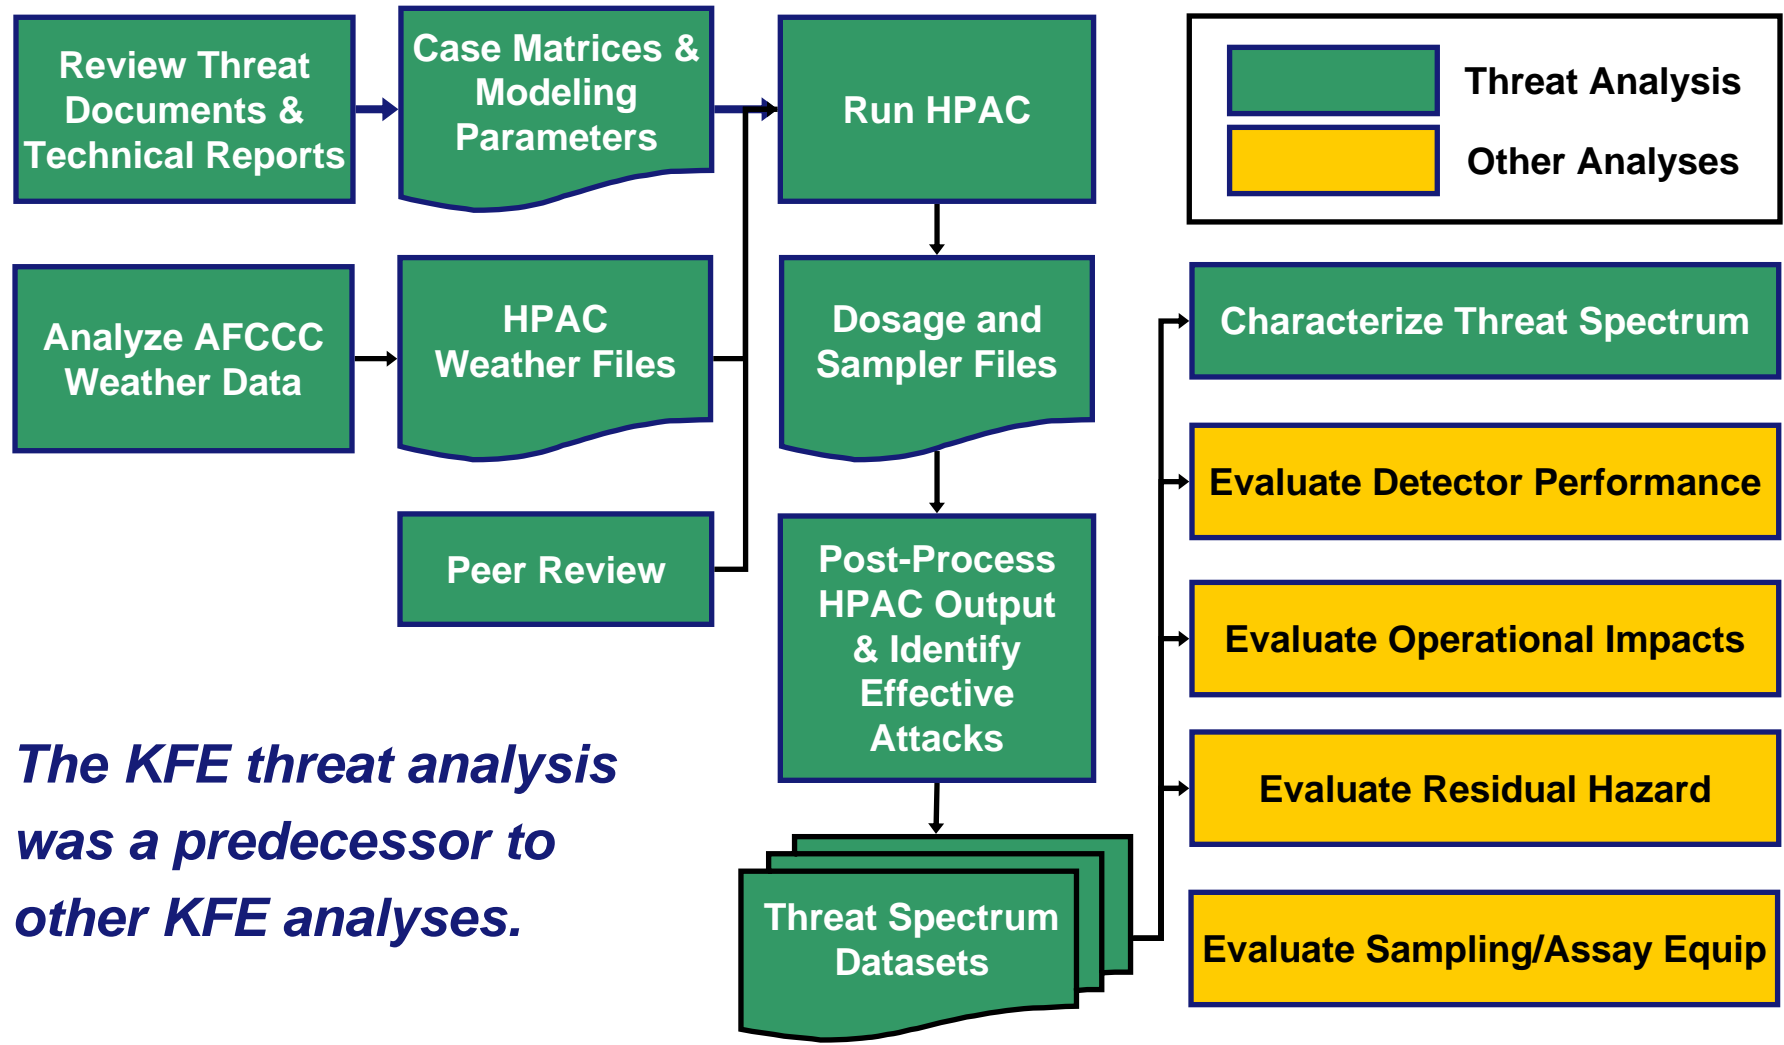 Review Threat
Documents &
Technical Reports
Case Matrices &
Modeling
Parameters
Run HPAC
Threat Analysis
Other Analyses
Analyze AFCCC
Weather Data
HPAC
Weather Files
Dosage and
Sampler Files
Characterize Threat Spectrum
Evaluate Detector Performance
Peer Review
Post-Process
HPAC Output
& Identify
Effective
Attacks
Evaluate Operational Impacts
Evaluate Residual Hazard
The KFE threat analysis
was a predecessor to
other KFE analyses.
Threat Spectrum
Datasets
Evaluate Sampling/Assay Equip